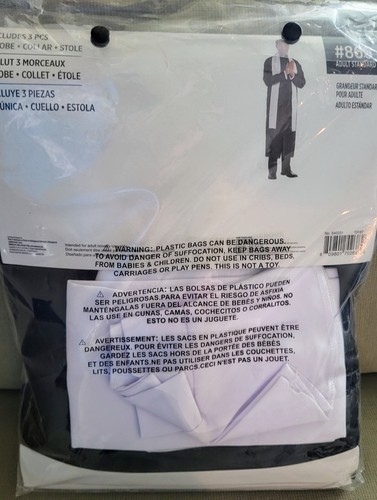 CLUDES 3 PCS
OBE • COLLAR • STOLE
LUT 3 MORCEAUX
OBE • COLLET • ÉTOLE
LUYE 3 PIEZAS
ÚNICA • CUELLO • ESTOLA
ADULT STANDARD
GRANDEUR STANDAR
POUR ADULTE
ADULTO ESTÁNDAR
WARNING: PLASTIC BAGS CAN BE DANGEROUS.
TO AVOID DANGER OF SUFFOCATION, KEEP BAGS AWAY
FROM BABIES & CHILDREN. DO NOT USE IN CRIBS, BEDS,
CARRIAGES OR PLAY PENS. THIS IS NOT A TOY
ADVERTENCIA: LAS BOLSAS DE PLÁSTICO PUEDEN
SER PELIGROSAS.PARA EVITAR EL RIESGO DE ASFIXIA
MANTÉNGALAS FUERA DEL ALCANCE DE BEBÉS Y NIÑOS. NO
LAS USE EN CUNAS, CAMAS, COCHECITOS O CORRALITOS.
ESTO NO ES UN JUGUETE.
AVERTISSEMENT: LES SACS EN PLASTIQUE PEUVENT ÊTRE
DANGEREUX. POUR ÉVITER LES DANGERS DE SUFFOCATION,
GARDEZ LES SACS HORS DE LA PORTÉE DES BÉBÉS
ET DES ENFANTS.NE PAS UTILISER DANS LES COUCHETTES,
LITS, POUSSETTES OU PARCS.CECI N'EST PAS UN JOUET.